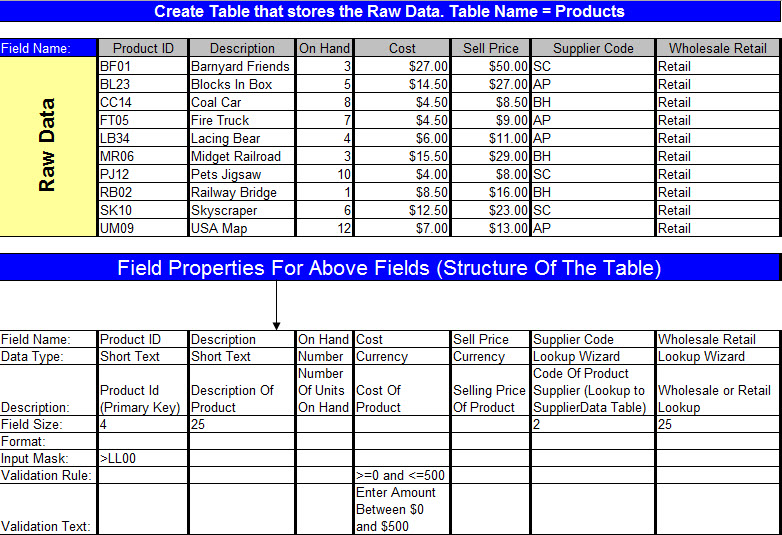 Create Table that stores the Raw Data. Table Name = Products
Field Name: Product ID Description On Hand Cost Sell Price Supplier Code Wholesale Retail
Raw Data
BF01 Barnyard Friends 3 $27.00 $50.00 SC Retail
BL23 Blocks In Box 5 $14.50 $27.00 AP Retail
CC14 Coal Car 8 $4.50 $8.50 BH Retail
FT05 Fire Truck 7 $4.50 $9.00 AP Retail
LB34 Lacing Bear 4 $6.00 $11.00 AP Retail
MR06 Midget Railroad 3 $15.50 $29.00 BH Retail
PJ12 Pets Jigsaw 10 $4.00 $8.00 SC Retail
RB02 Railway Bridge 1 $8.50 $16.00 BH Retail
SK10 Skyscraper 6 $12.50 $23.00 SC Retail
UM09 USA Map 12 $7.00 $13.00 AP Retail
Field Properties For Above Fields (Structure Of The Table)
Field Name: Product ID Description On Hand Cost Sell Price Supplier Code Wholesale Retail
Data Type: Short Text Short Text Number Currency Currency Lookup Wizard Lookup Wizard
Number Code Of Product
Product Id Description Of Of Units Cost Of Selling Price Supplier (Lookup to Wholesale or Retail
Description: (Primary Key) Product On Hand Product Of Product SupplierData Table) Lookup
Field Size: 4 25 2 25
Format:
Input Mask: >LL00
Validation Rule: >=0 and <=500
Enter Amount
Between $0
Validation Text: and $500